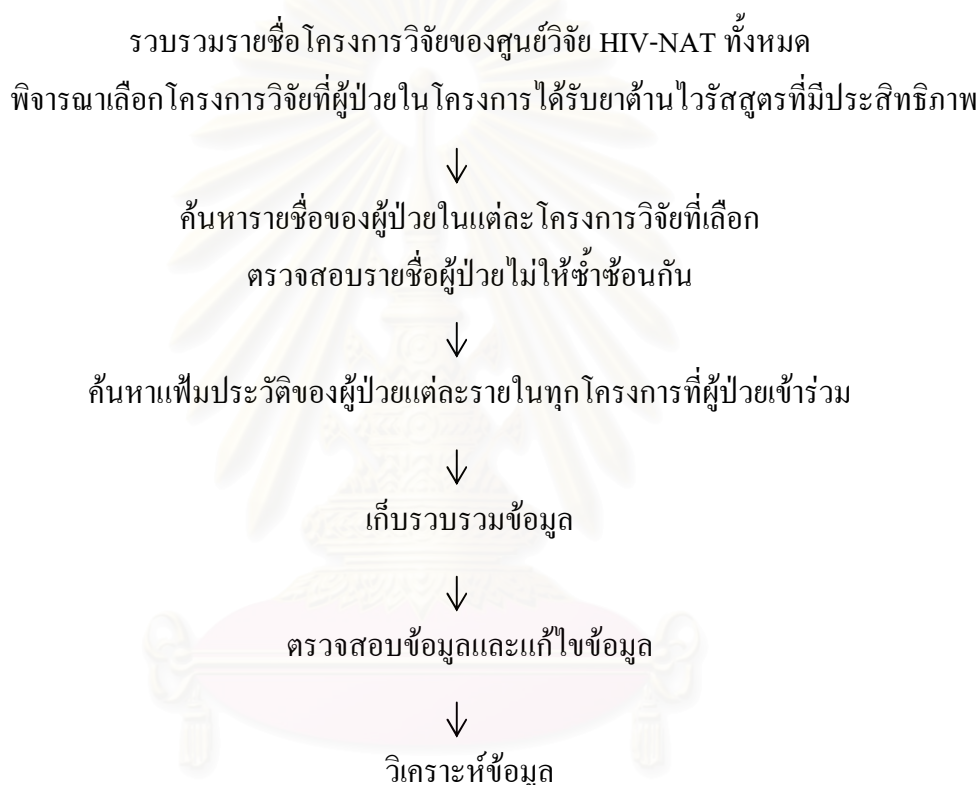 รวบรวมรายชื่อโครงการวิจัยของศูนย์วิจัย HIV-NAT ทั้งหมด
พิจารณาเลือกโครงการวิจัยที่ผู้ป่วยในโครงการได้รับยาต้านไวรัสสูตรที่มีประสิทธิภาพ
↓
ค้นหารายชื่อของผู้ป่วยในแต่ละโครงการวิจัยที่เลือก
ตรวจสอบรายชื่อผู้ป่วยไม่ให้ซ้ำซ้อนกัน
↓
ค้นหาแฟ้มประวัติของผู้ป่วยแต่ละรายในทุกโครงการที่ผู้ป่วยเข้าร่วม
↓
เก็บรวบรวมข้อมูล
↓
ตรวจสอบข้อมูลและแก้ไขข้อมูล
↓
วิเคราะห์ข้อมูล